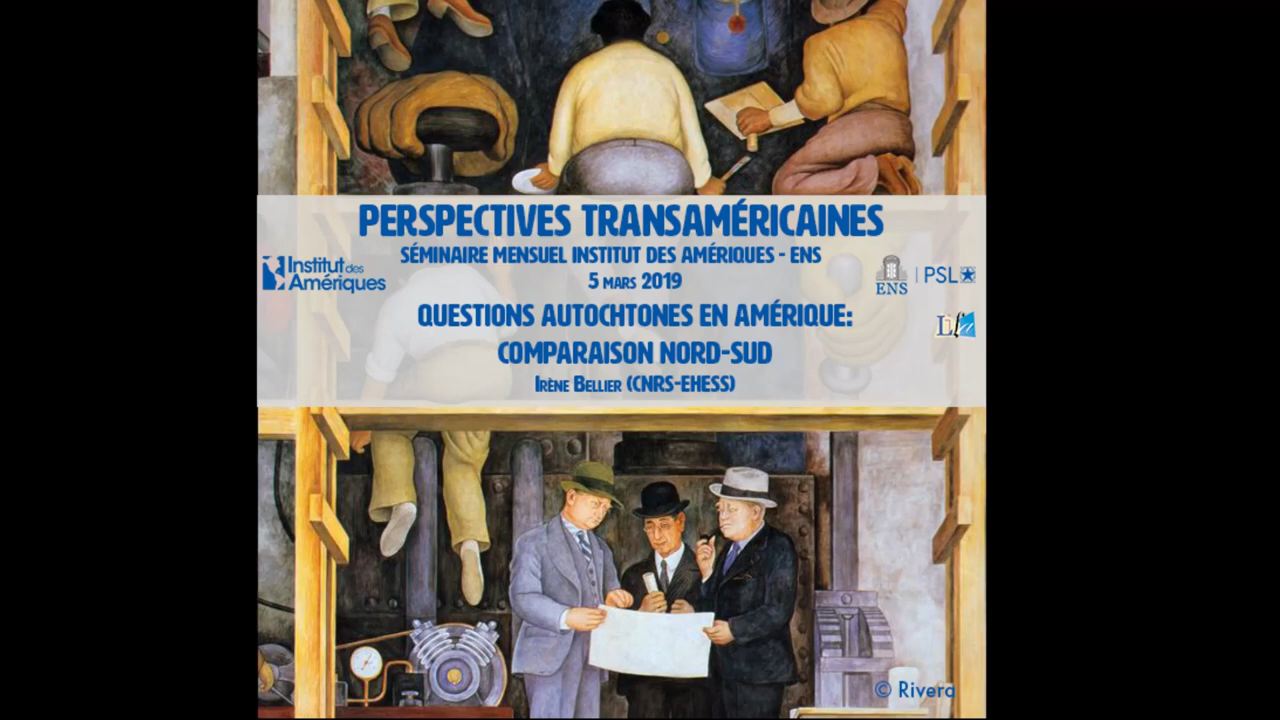 PERSPECTIVES TRANSAMÉRICAINES
SÉMINAIRE MENSUEL INSTITUT DES AMÉRIQUES - ENS
5 MARS 2019
Institut des
Amériques
ENS | PSL
QUESTIONS AUTOCHTONES EN AMÉRIQUE:
COMPARAISON NORD-SUD
IRÈNE BELLIER (CNRS-EHESS)
© Rivera